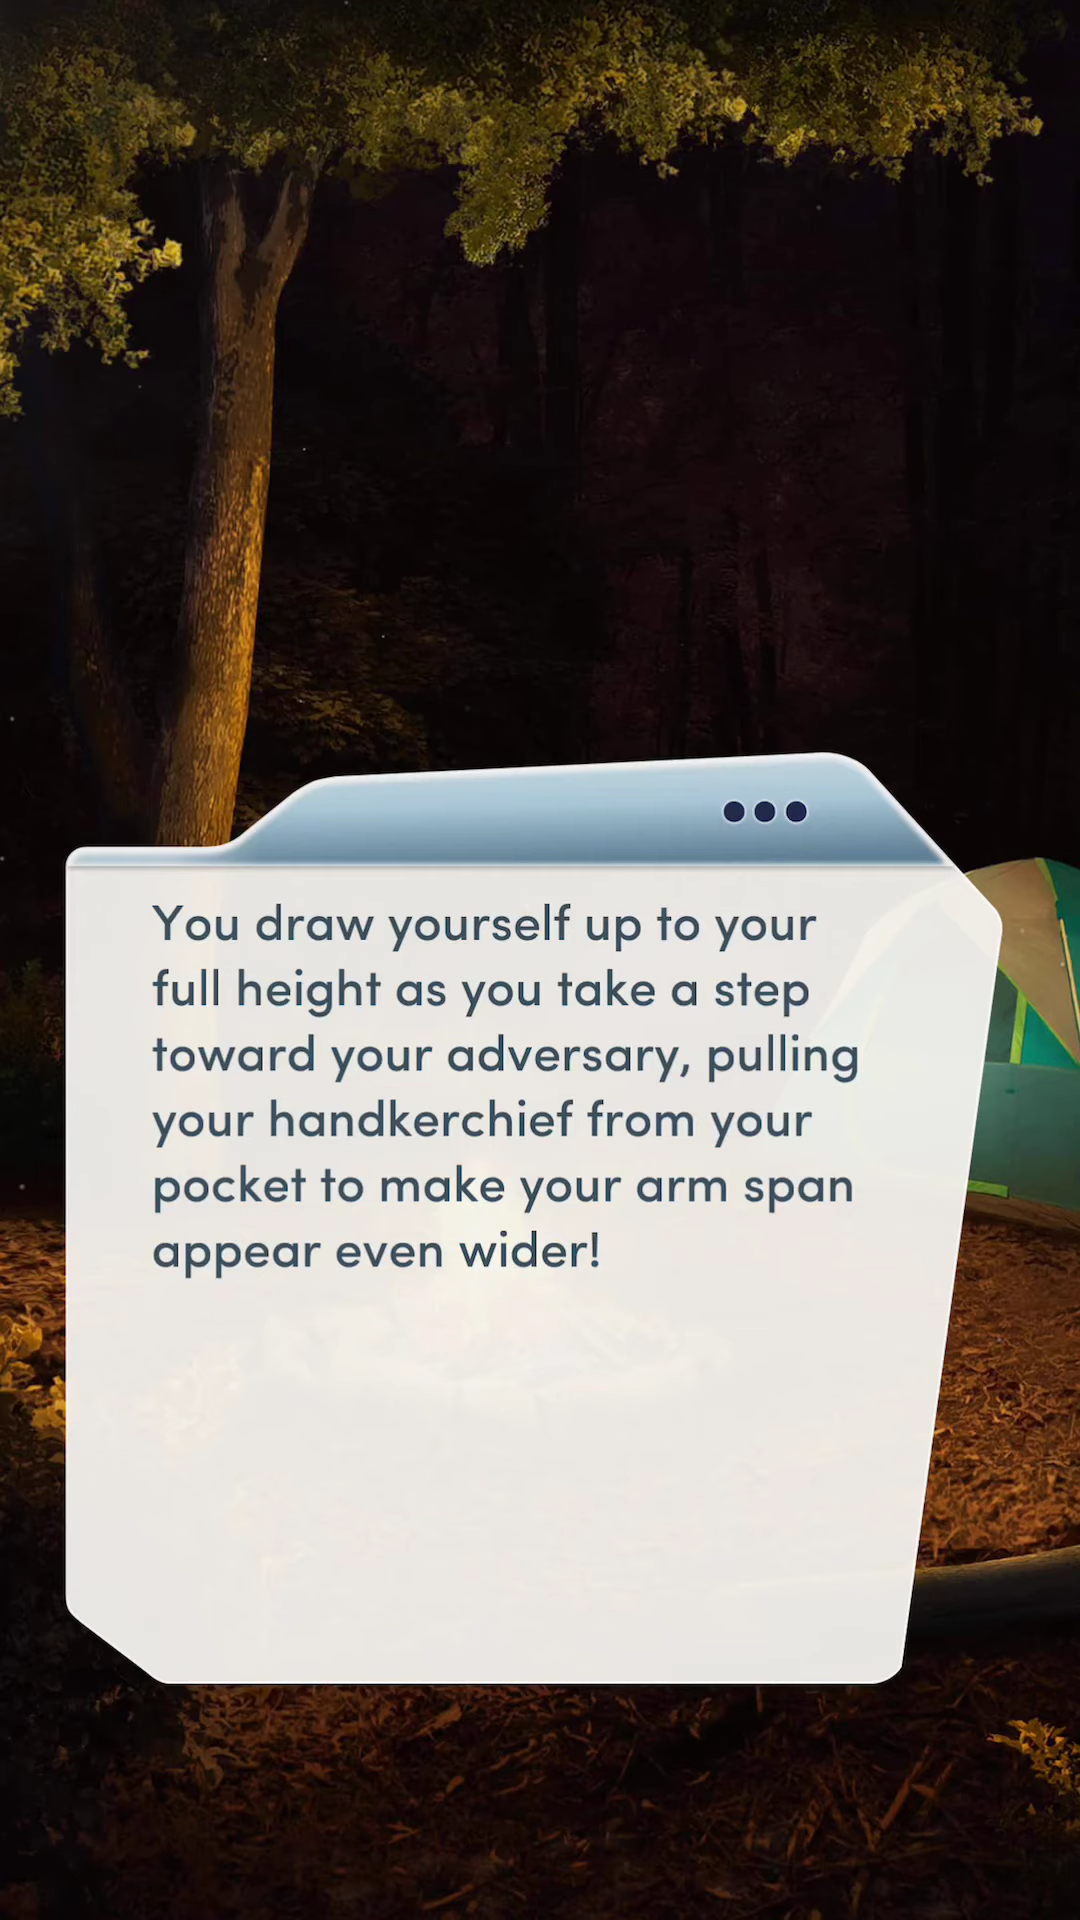 You draw yourself up to your
full height as you take a step
toward your adversary, pulling
your handkerchief from your
pocket to make your arm span
appear even wider!